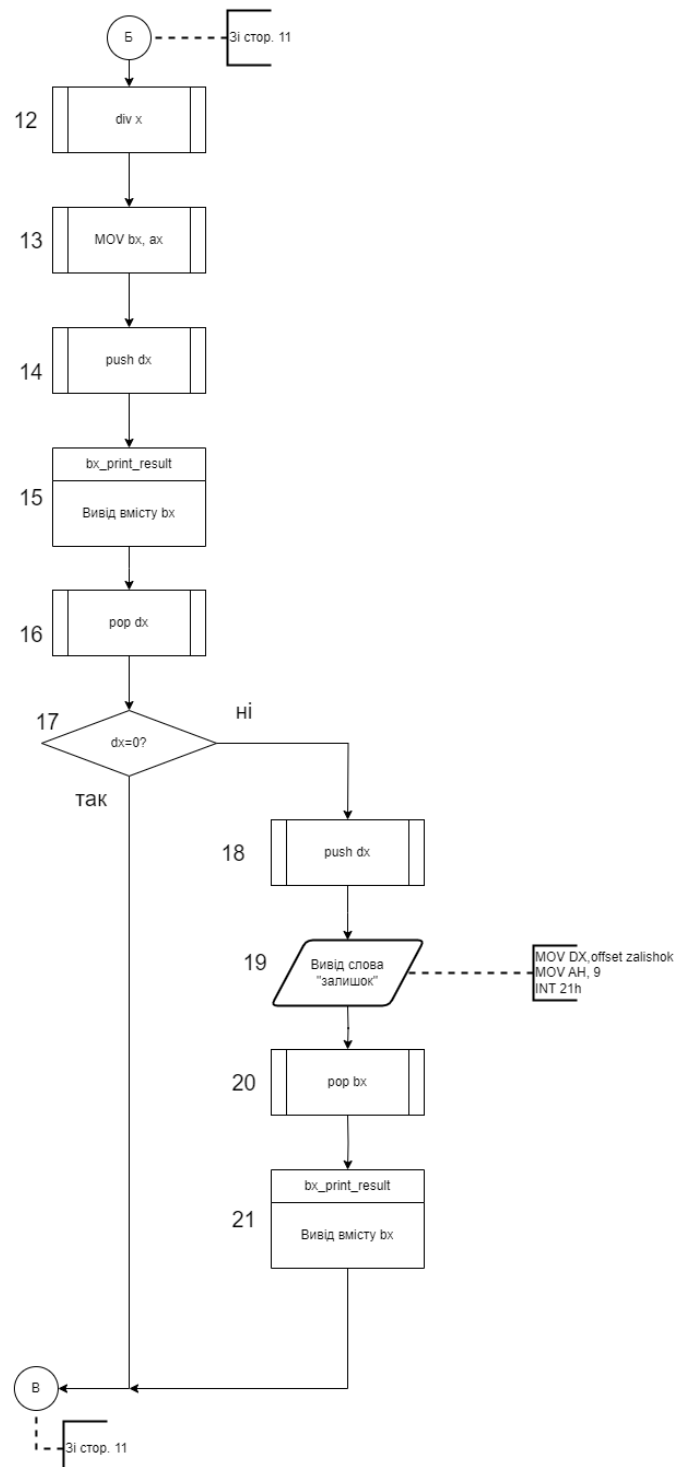 Б
Зі стор. 11
12
div x
13
MOV bx, ax
14
push dx
bx_print_result
15
Вивід вмісту bx
16
pop dx
17
ні
dx=0?
так
18
push dx
19
Вивід слова
"залишок"
MOV DX,offset zalishok
MOV AH, 9
INT 21h
20
pop bx
bx_print_result
21
Вивід вмісту bx
В
Зі стор. 11